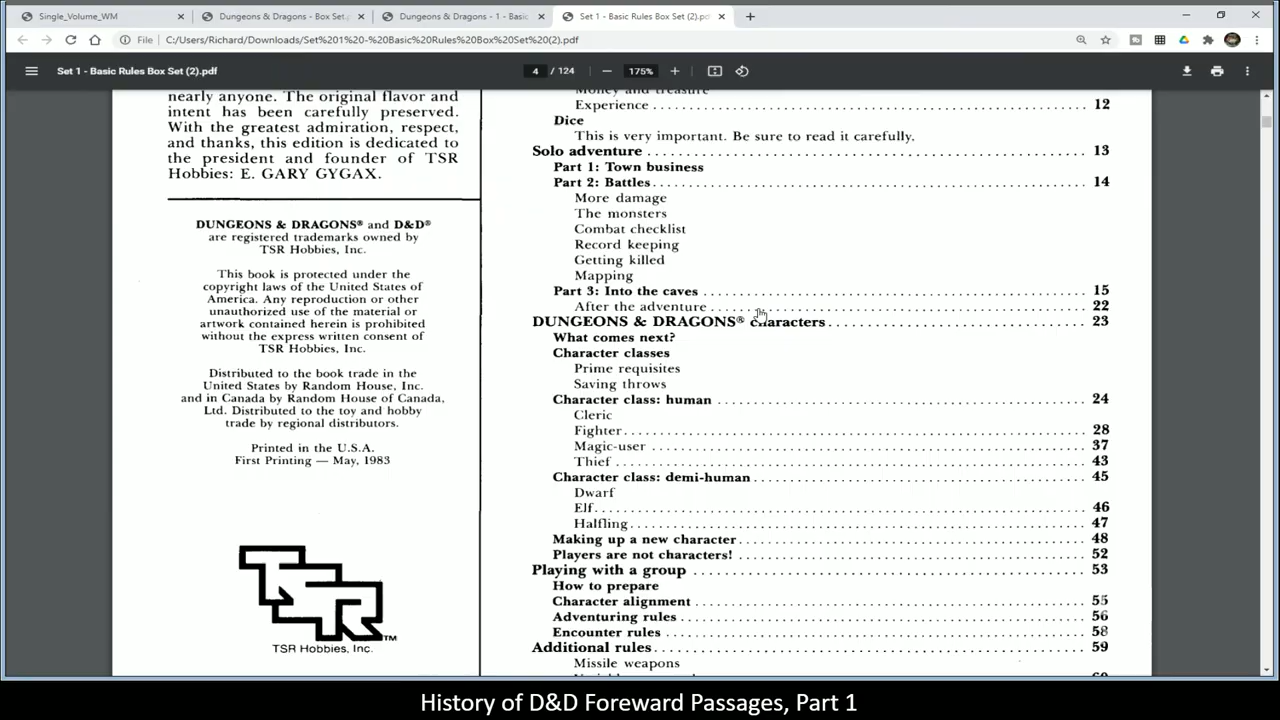 Single_Volume_WM
Dungeons & Dragons - Box Set.
Dungeons & Dragons - 1 - Basic
Set 1 - Basic Rules Box Set (2).pd
File
C:/Users/Richard/Downloads/Set%201%20-%20Basic%20Rules%20Box%20Set%20(2).pdf
Set 1 - Basic Rules Box Set (2).pdf
4 / 124
175%
nearly anyone. The original flavor and
intent has been carefully preserved.
With the greatest admiration, respect,
and thanks, this edition is dedicated to
the president and founder of TSR
Hobbies: E. GARY GYGAX.
DUNGEONS & DRAGONS® and D&D®
are registered trademarks owned by
TSR Hobbies, Inc.
This book is protected under the
copyright laws of the United States of
America. Any reproduction or other
unauthorized use of the material or
artwork contained herein is prohibited
without the express written consent of
TSR Hobbies, Inc.
Distributed to the book trade in the
United States by Random House, Inc.
and in Canada by Random House of Canada,
Ltd. Distributed to the toy and hobby
trade by regional distributors.
Printed in the U.S.A.
First Printing — May, 1983
TSR™
TSR Hobbies, Inc.
Money and treasure
Experience 12
Dice
This is very important. Be sure to read it carefully.
Solo adventure 13
Part 1: Town business
Part 2: Battles 14
More damage
The monsters
Combat checklist
Record keeping
Getting killed
Mapping
Part 3: Into the caves 15
After the adventure 22
DUNGEONS & DRAGONS® characters 23
What comes next?
Character classes
Prime requisites
Saving throws
Character class: human 24
Cleric
Fighter 28
Magic-user 37
Thief 43
Character class: demi-human 45
Dwarf
Elf 46
Halfling 47
Making up a new character 48
Players are not characters! 52
Playing with a group 53
How to prepare
Character alignment 55
Adventuring rules 56
Encounter rules 58
Additional rules 59
Missile weapons
History of D&D Foreward Passages, Part 1